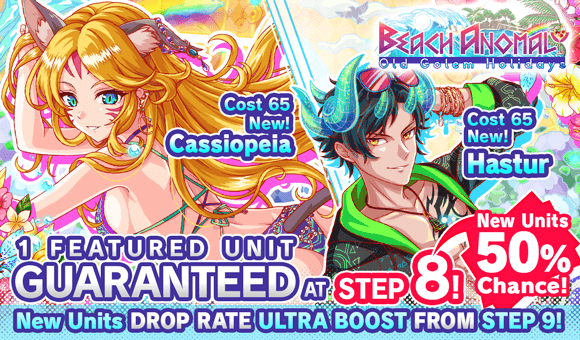 BEACH ANOMALY
Old Golem Holidays
Cost 65
New!
Cassiopeia
Cost 65
New!
Hastur
1 FEATURED UNIT
GUARANTEED AT STEP 8!
New Units
50%
Chance!
New Units DROP RATE ULTRA BOOST FROM STEP 9!